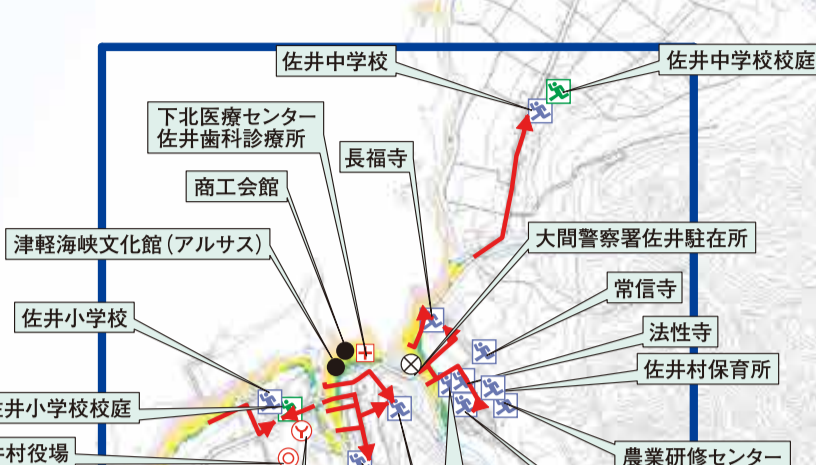 佐井中学校
佐井中学校校庭
下北医療センター
佐井歯科診療所
長福寺
商工会館
大間警察署佐井駐在所
津軽海峡文化館(アルサス)
常信寺
佐井小学校
法性寺
佐井村保育所
井小学校校庭
村役場
農業研修センター